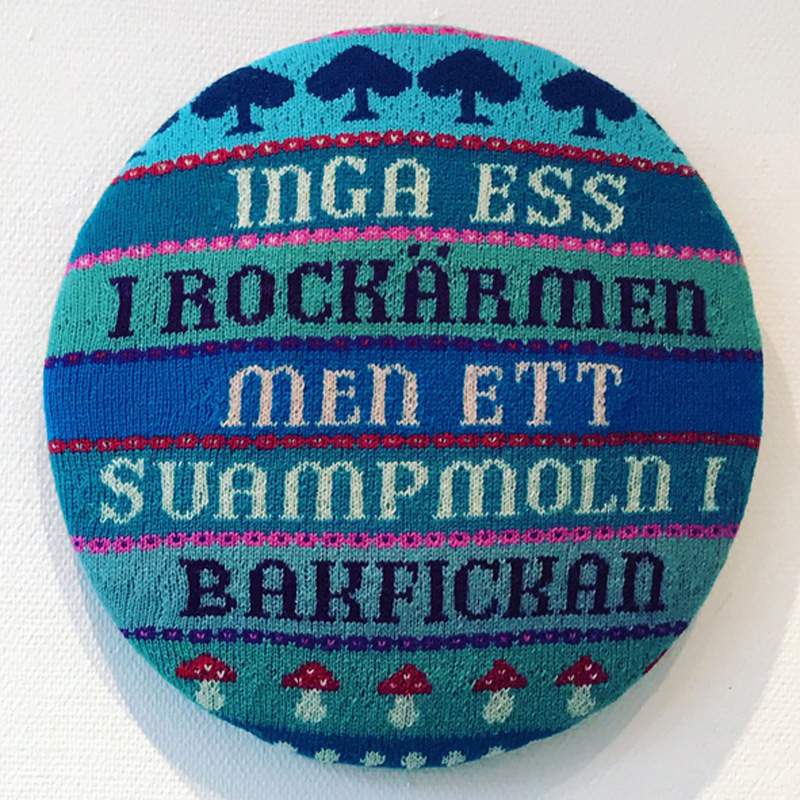 INGA ESS
I ROCKÄRMEN
MEN ETT
SVAMPMOLN I
BAKFICKAN